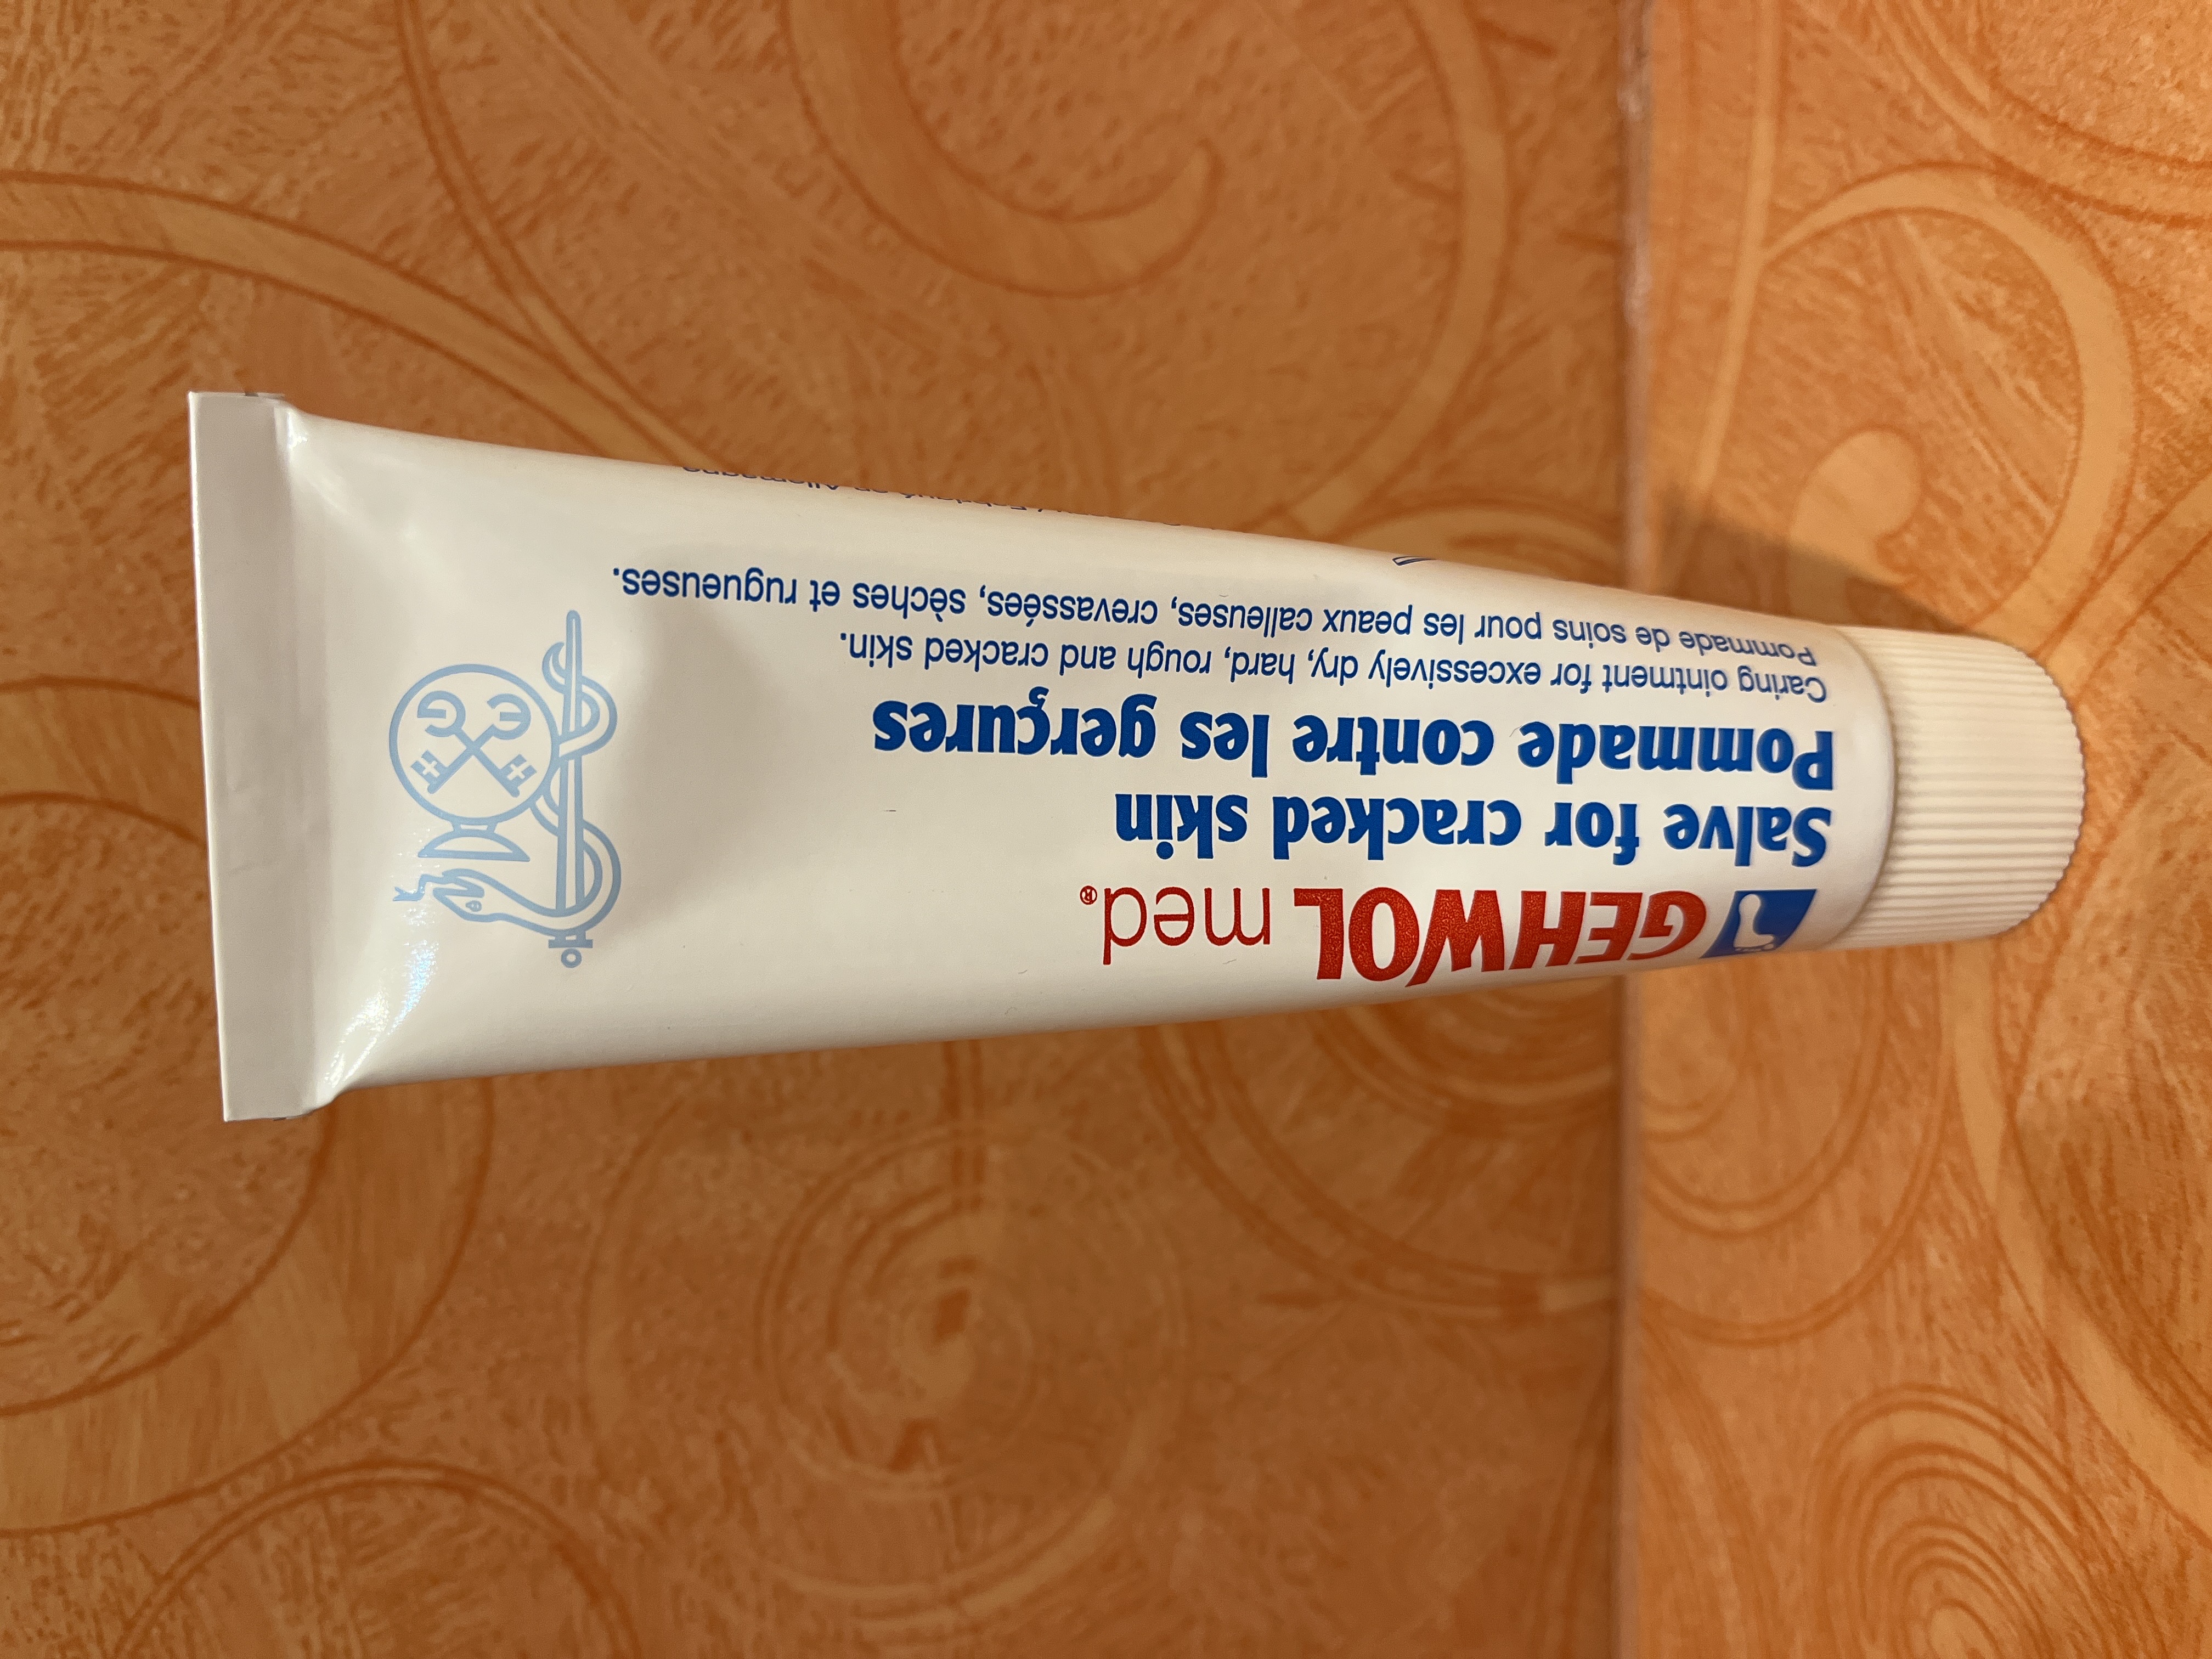 GEHWOL med.®
Salve for cracked skin
Pommade contre les gerçures
Caring ointment for excessively dry, hard, rough and cracked skin.
Pommade de soins pour les peaux calleuses, crevassées, sèches et rugueuses.
EG